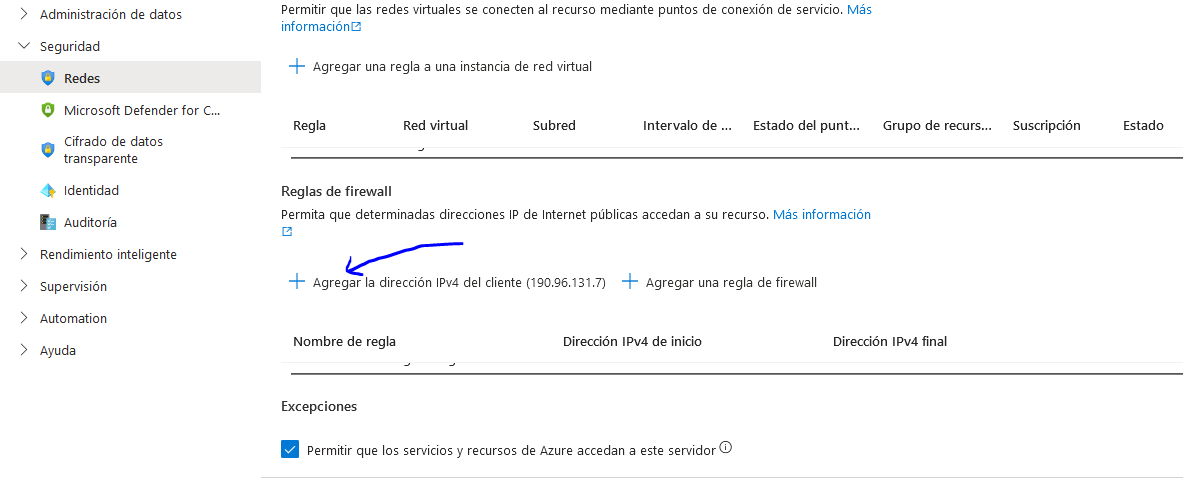 Administración de datos
Seguridad
Redes
Microsoft Defender for C...
Cifrado de datos
transparente
Identidad
Auditoría
Rendimiento inteligente
Supervisión
Automation
Ayuda
Permitir que las redes virtuales se conecten al recurso mediante puntos de conexión de servicio. Más
información
Agregar una regla a una instancia de red virtual
Regla Red virtual Subred Intervalo de ... Estado del punt... Grupo de recurs... Suscripción Estado
Reglas de firewall
Permita que determinadas direcciones IP de Internet públicas accedan a su recurso. Más información
Agregar la dirección IPv4 del cliente (190.96.131.7) Agregar una regla de firewall
Nombre de regla Dirección IPv4 de inicio Dirección IPv4 final
Excepciones
Permitir que los servicios y recursos de Azure accedan a este servidor